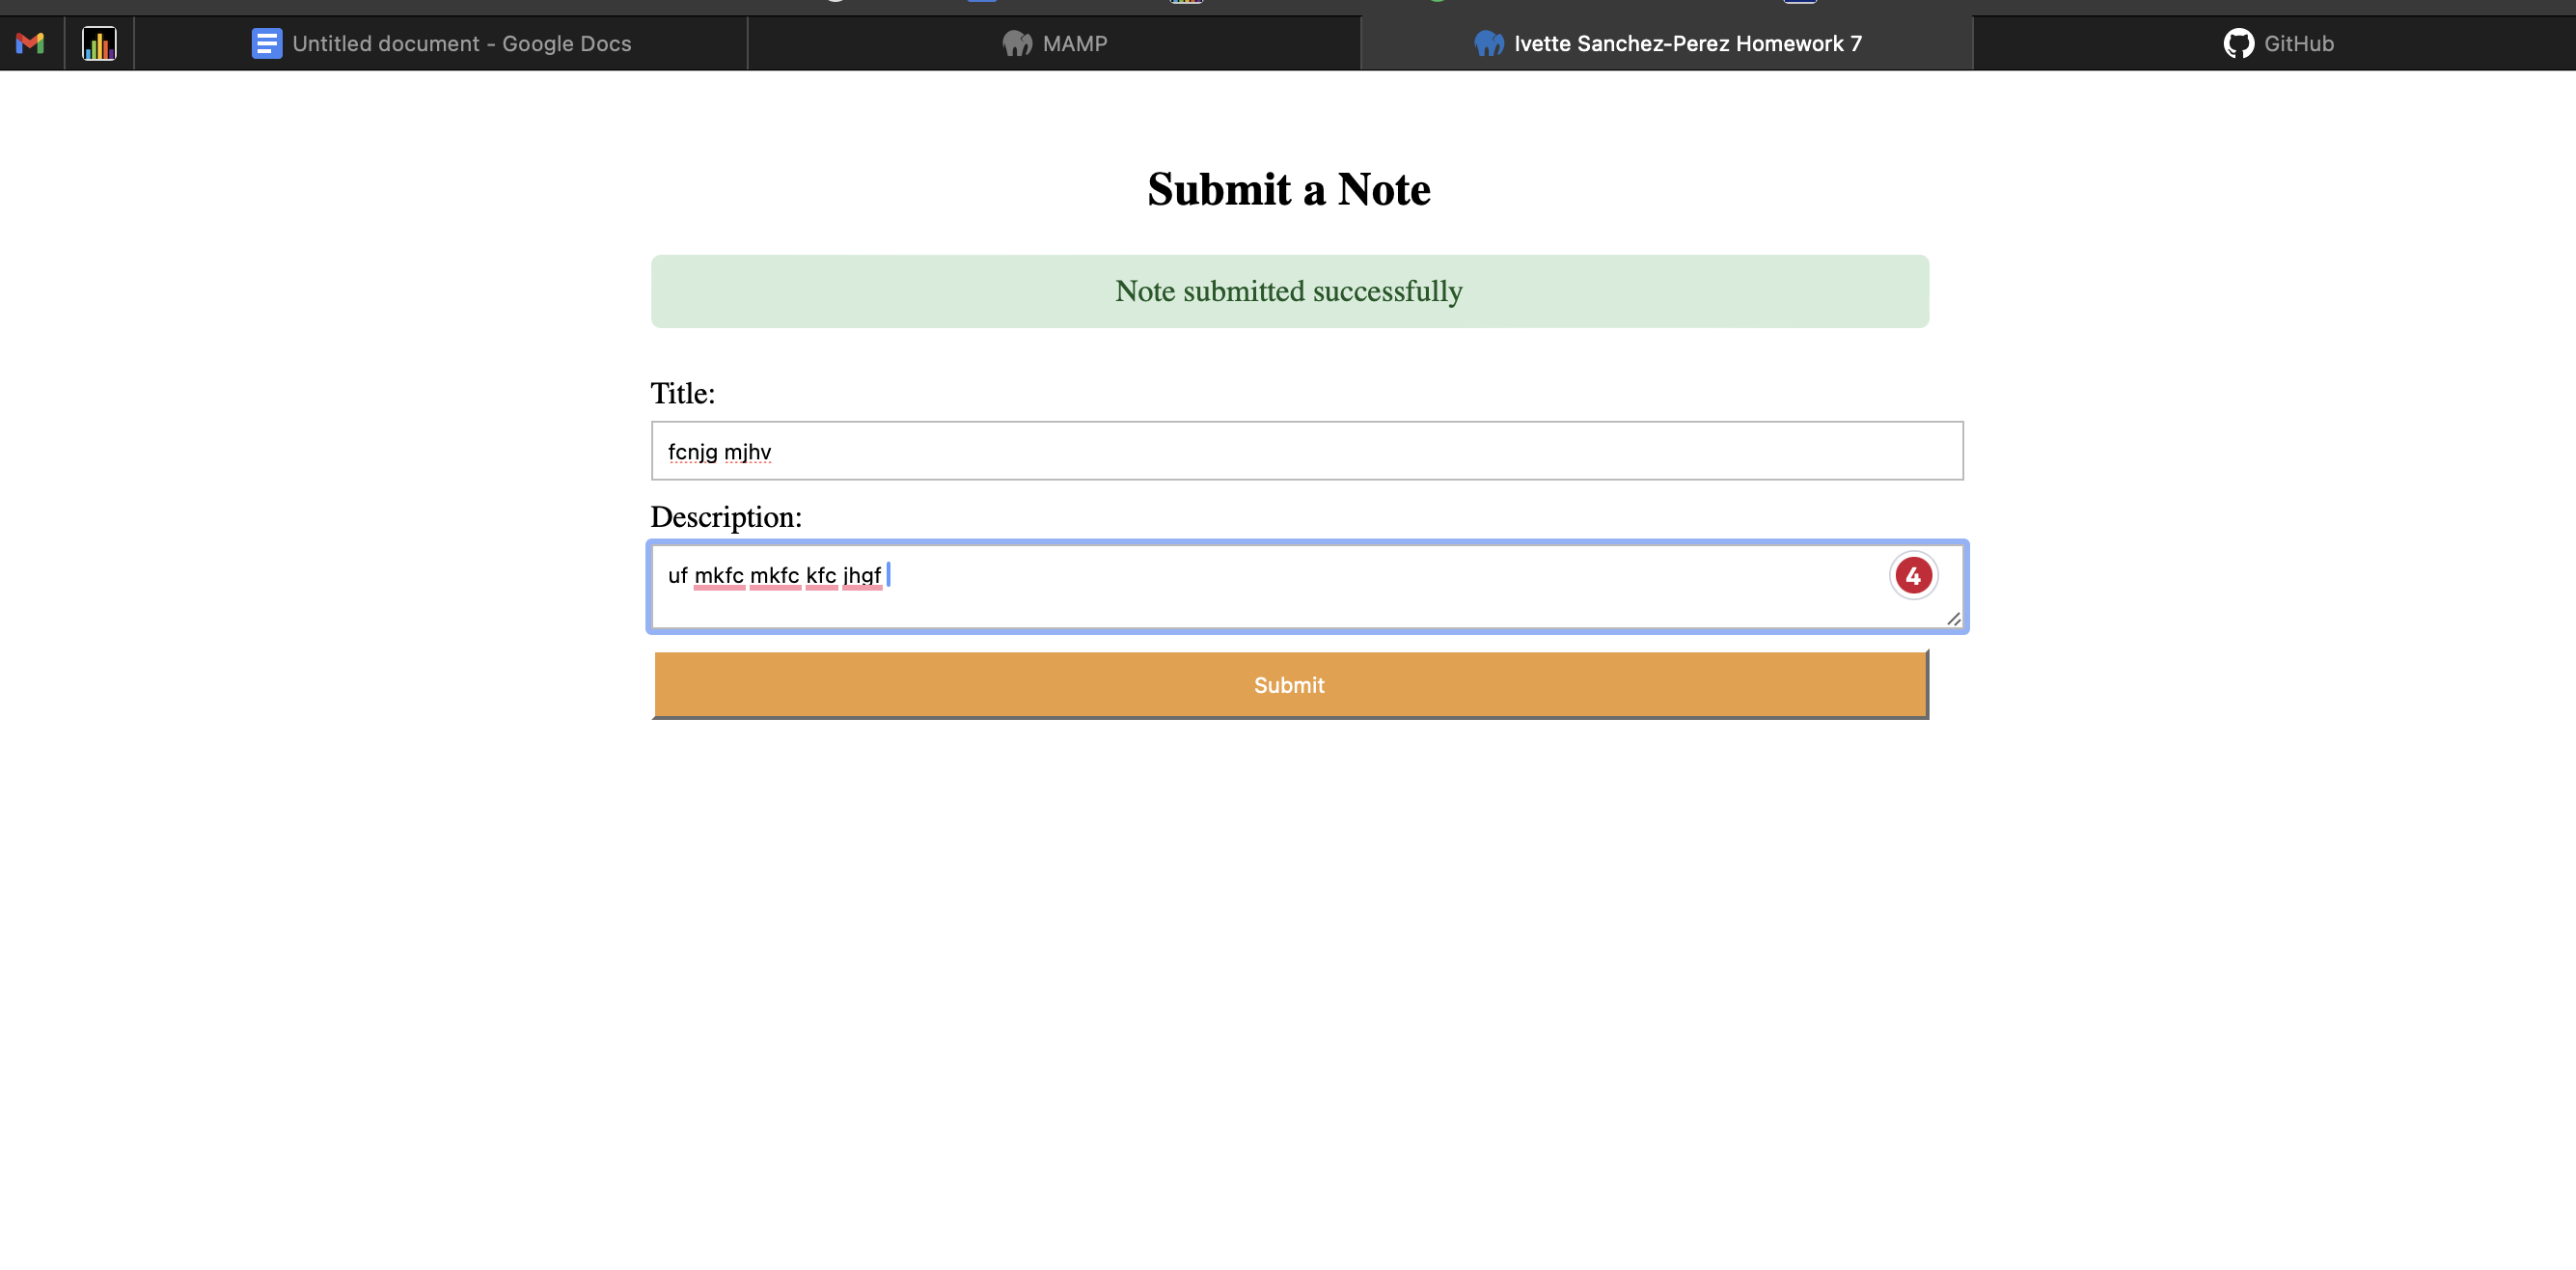 Untitled document - Google Docs
MAMP
Ivette Sanchez-Perez Homework 7
GitHub
Submit a Note
Note submitted successfully
Title:
fcnjg mjhv
Description:
uf mkfc mkfc kfc jhgf
4
Submit